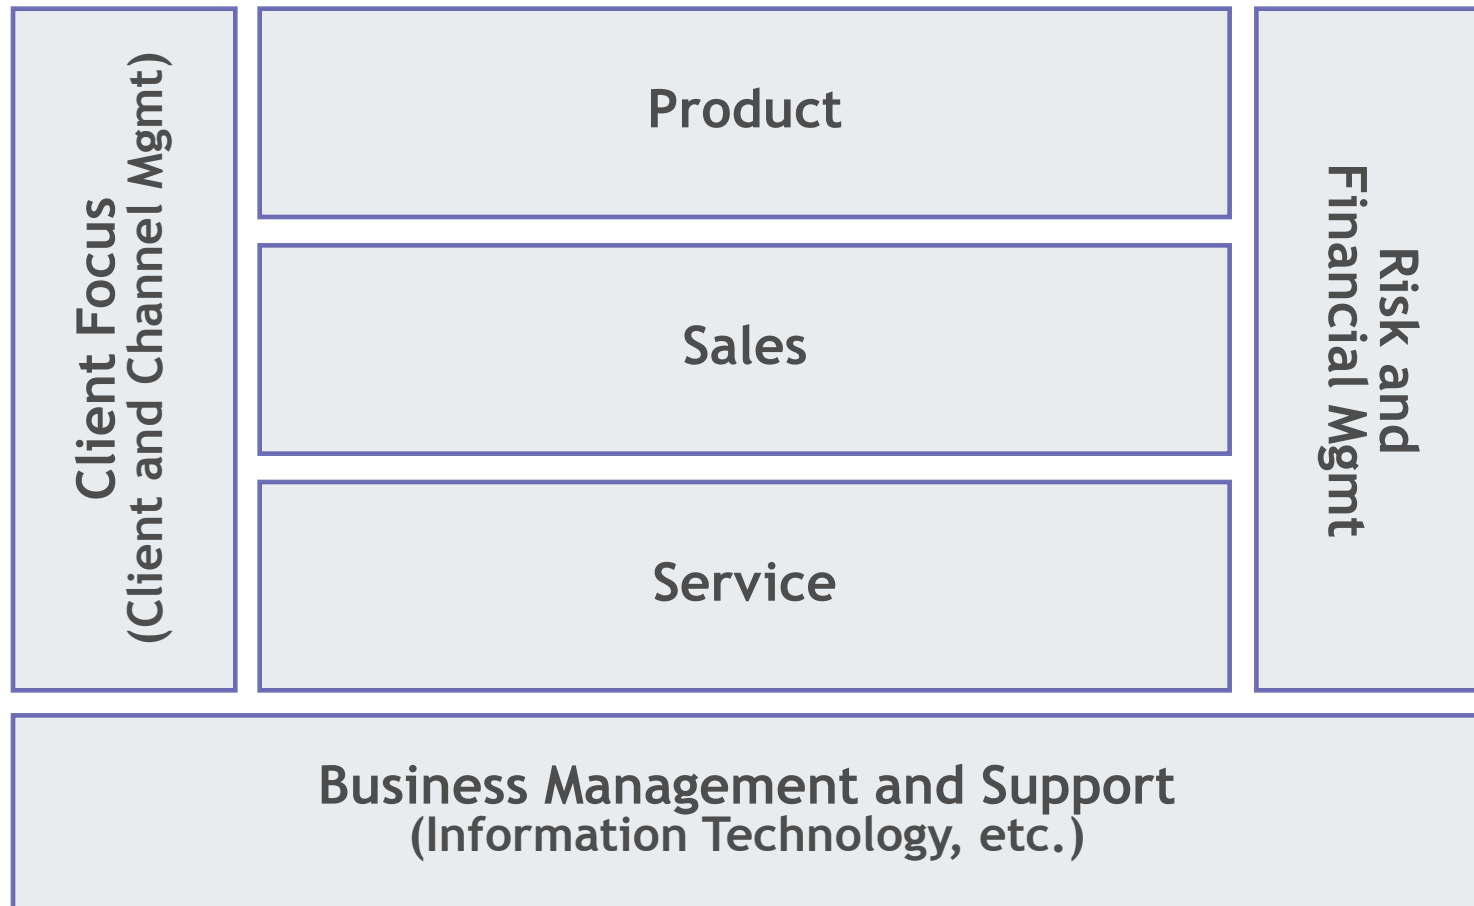 Client Focus
(Client and Channel Mgmt)
Product
Sales
Service
Risk and
Financial Mgmt
Business Management and Support
(Information Technology, etc.)